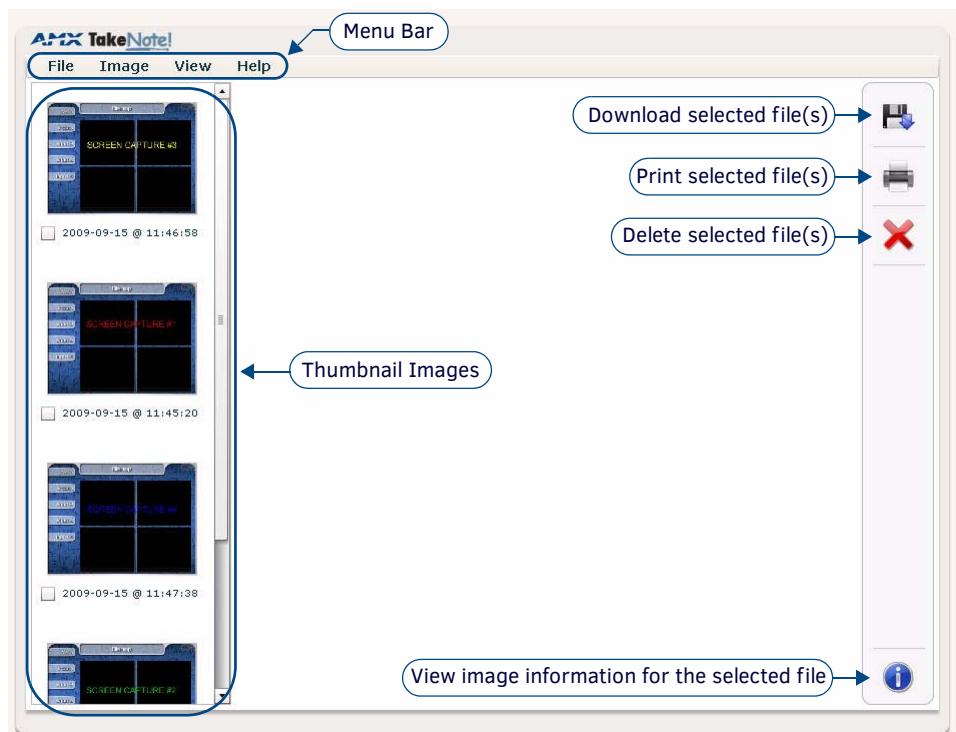 AMX TakeNote!
Menu Bar
File Image View Help
SCREEN CAPTURE #3
2009-09-15 @ 11:46:58
SCREEN CAPTURE #1
2009-09-15 @ 11:45:20
SCREEN CAPTURE #4
2009-09-15 @ 11:47:38
SCREEN CAPTURE #2
Thumbnail Images
Download selected file(s)
Print selected file(s)
Delete selected file(s)
View image information for the selected file